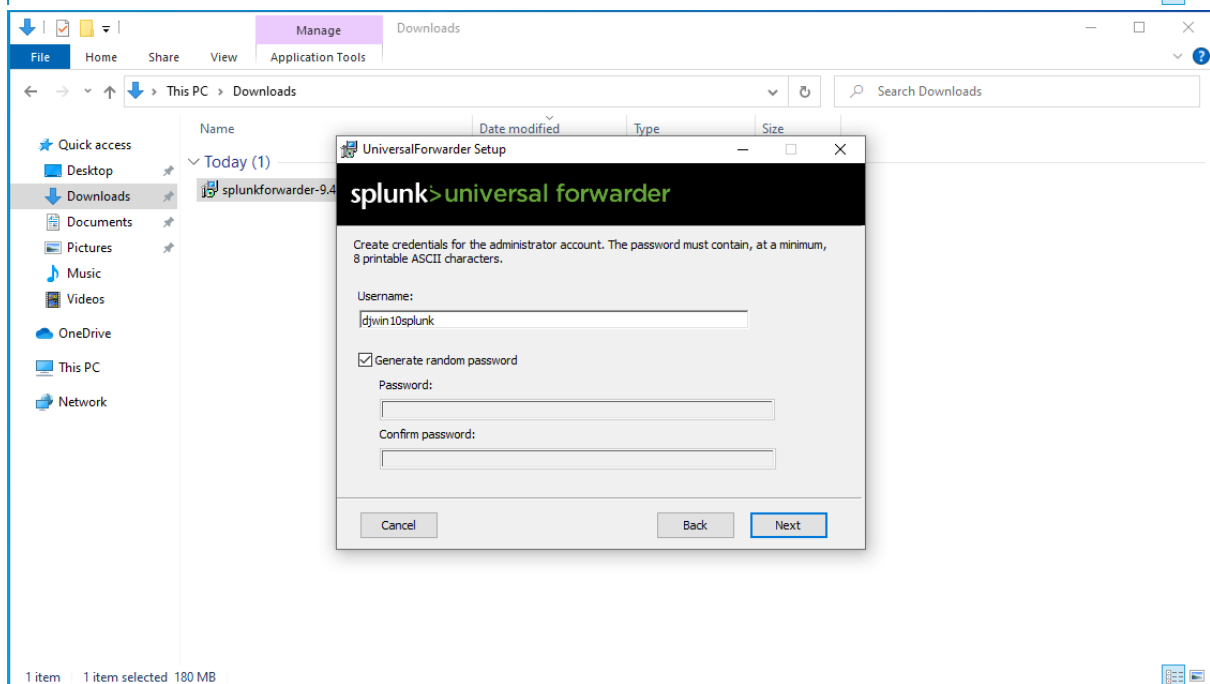 Manage
Downloads
File
Home
Share
View
Application Tools
This PC > Downloads
Search Downloads
Name
Date modified
Type
Size
Quick access
Desktop
Downloads
Documents
Pictures
Music
Videos
OneDrive
This PC
Network
Today (1)
splunkforwarder-9.4
UniversalForwarder Setup
splunk>universal forwarder
Create credentials for the administrator account. The password must contain, at a minimum,
8 printable ASCII characters.
Username:
djwin10splunk
Generate random password
Password:
Confirm password:
Cancel
Back
Next
1 item
1 item selected 180 MB